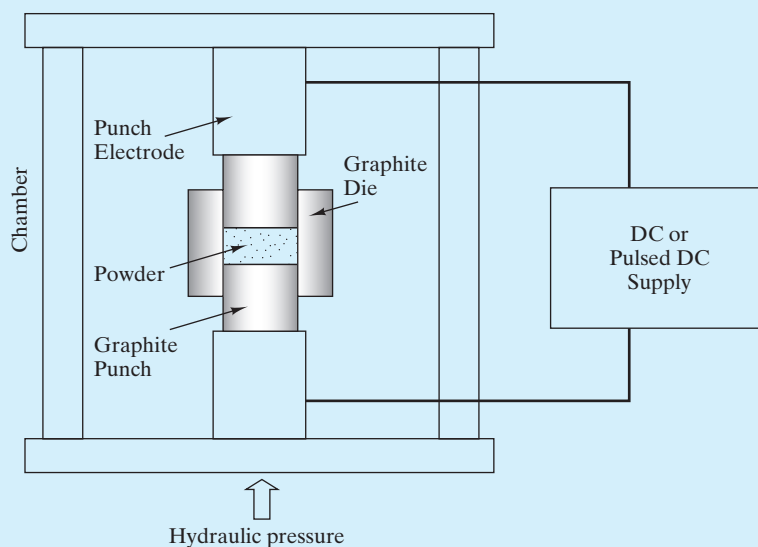 Chamber
Punch
Electrode
Graphite
Die
Powder
Graphite
Punch
DC or
Pulsed DC
Supply
Hydraulic pressure